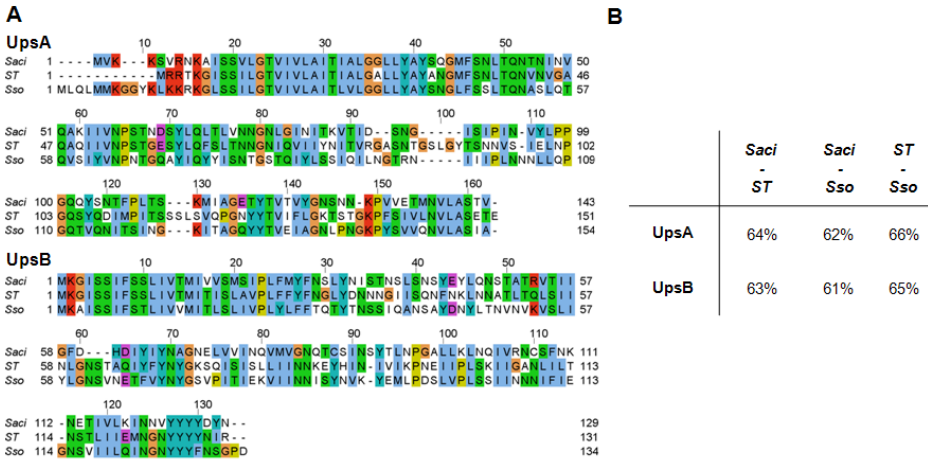 A
UpsA
10 20 30 40 50
Saci 1 ----MVK---KSVRNKAISSVLGTVIVLAITIALGGLLYAYSQGMFSNLTQNTNINV 50
ST 1 -----------MRRTKGISSILGTVIVLAITIALGALLYAYANGMFSNLTQNVNVGA 46
Sso 1 MLQLMMKGGYKLKKRKGLSSILGTVIVLAITLVLGGLLYAYSNGLFSSLTQNASLQT 57
60 70 80 90 100 110
Saci 51 QAKIIVNPSTNDSYLQLTLVNNGNLGINITKVTID--SNG-----ISIPIN-VYLPP 99
ST 47 QAQIIVNPSTGESYLQFSLTNNGNIQVIIYNITVRGASNTGSLGYTSNNVS-IELNP 102
Sso 58 QVSIYVNPNTGQAYIQYYISNTGSTQIYLSSIQILNGTRN-----IIIPLNNLLQP 109
120 130 140 150 160
Saci 100 GQQYSNTFPLTS---KMIAGETYTVTVYGNSNN-KPVVETMNVLASTV- 143
ST 103 GQSYQDIMPITSSSLSVQPGNYYTVIFLGKTSTGKPFSIVLNVLASETE 151
Sso 110 GQTVQNITSING---KITAGQYYTVEIAGNLPNGKPYSVVQNVLASIA- 154
UpsB
10 20 30 40 50
Saci 1 MKGISSIFSSLIVTMIVVSMSIPLFMYFNSLYNISTNSLSNSYEYLQNSTATRVTII 57
ST 1 MKGISSIFSSLIVTMITISLAVPLFFYFNGLYDNNNGIISQNFNKLNNATLTQLSII 57
Sso 1 MKAISSIFSTLIVVMITLSLIVPLYLFFTQTYTNSSIQANSAYDNYLTNVNVKVSLI 57
60 70 80 90 100 110
Saci 58 GFD---HDIYIYNAGNELVVINQVMVGNQTCSINSYTLNPGALLKLNQIVRNCSFNK 111
ST 58 NLGNSTAQIYFYNYGKSQISILLINNKEYHIN-IVIKPNEIIPLSKIIGANLILT 113
Sso 58 YLGNSVNETFVYNYGSVPITIEKVIINNISYNVK-YEMLPDSLVPLSSIINNNIFIE 113
120 130
Saci 112 -NETIVLKINNVYYYYDYN-- 129
ST 114 -NSTLIIEMNGNYYYYNIR-- 131
Sso 114 GNSVIILQINGNYYYFNSGPD 134
B
Saci - ST Saci - Sso ST - Sso
UpsA 64% 62% 66%
UpsB 63% 61% 65%